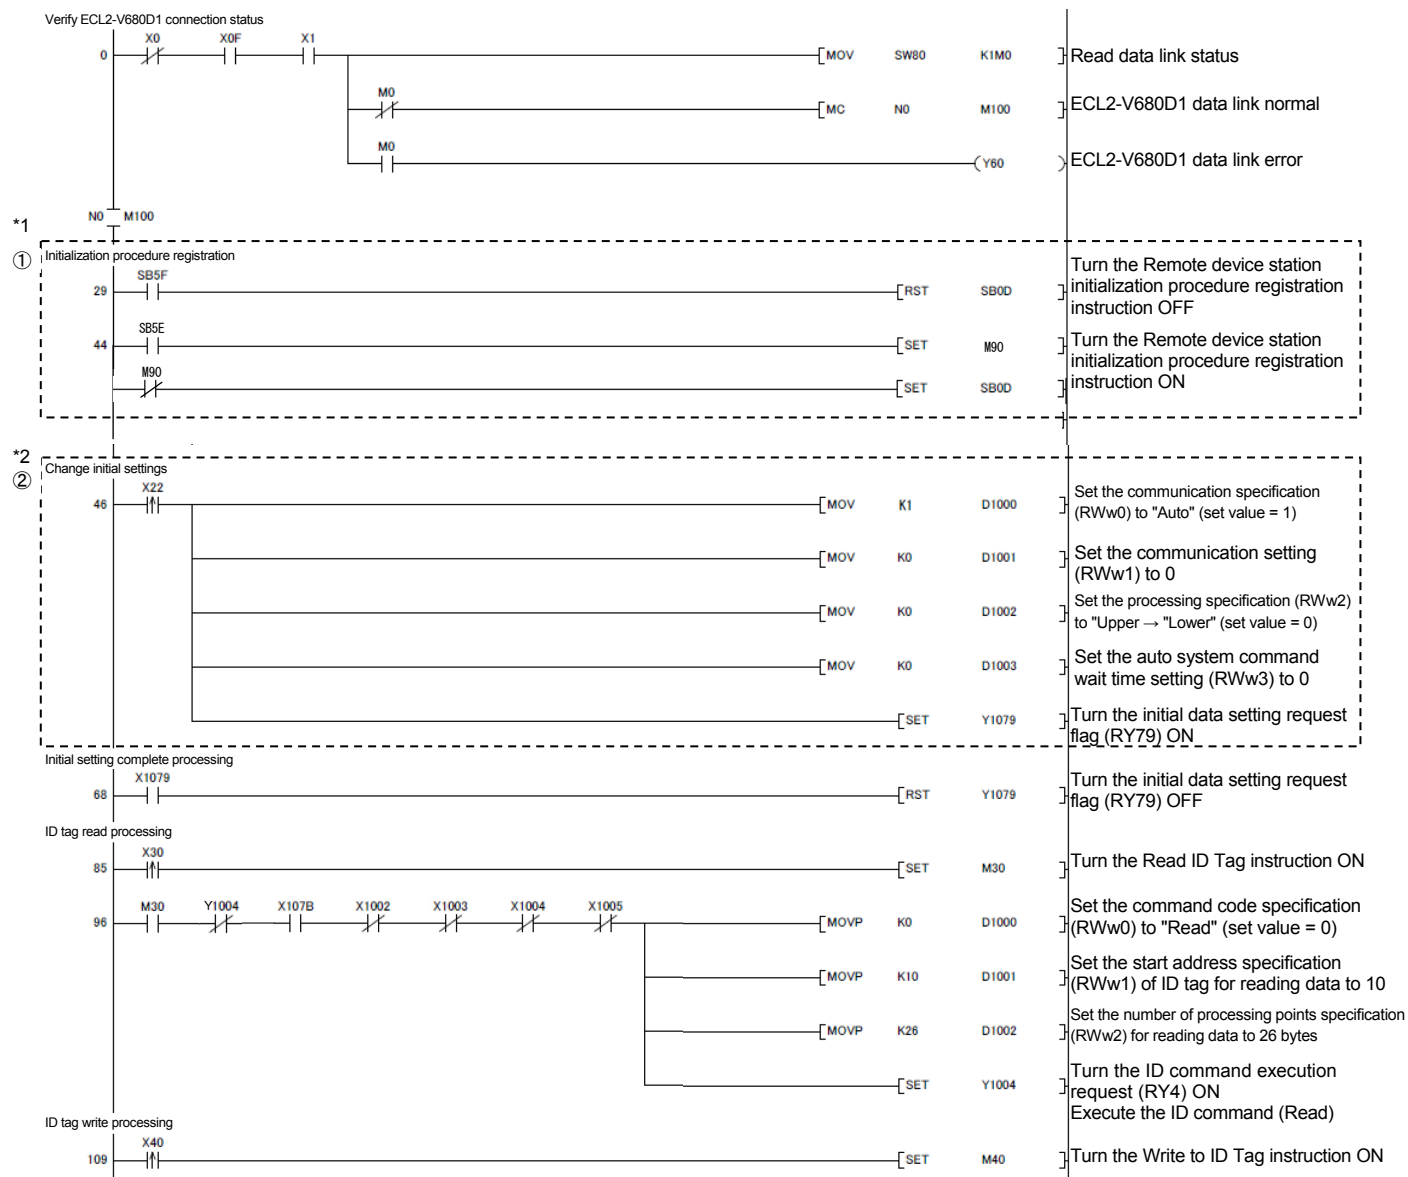 Verify ECL2-V680D1 connection status
X0 X0F X1
0 MOV SW80 K1M0 Read data link status
M0
MC N0 M100 ECL2-V680D1 data link normal
M0
Y60 ECL2-V680D1 data link error
N0 M100
*1
① Initialization procedure registration
SB5F
29 RST SB0D Turn the Remote device station
initialization procedure registration
instruction OFF
SB5E
44 SET M90 Turn the Remote device station
initialization procedure registration
instruction ON
M90
SET SB0D
*2
② Change initial settings
X22
46 MOV K1 D1000 Set the communication specification
(RWw0) to "Auto" (set value = 1)
MOV K0 D1001 Set the communication setting
(RWw1) to 0
MOV K0 D1002 Set the processing specification (RWw2)
to "Upper → "Lower" (set value = 0)
MOV K0 D1003 Set the auto system command
wait time setting (RWw3) to 0
SET Y1079 Turn the initial data setting request
flag (RY79) ON
Initial setting complete processing
X1079
68 RST Y1079 Turn the initial data setting request
flag (RY79) OFF
ID tag read processing
X30
85 SET M30 Turn the Read ID Tag instruction ON
M30 Y1004 X107B X1002 X1003 X1004 X1005
96 MOVP K0 D1000 Set the command code specification
(RWw0) to "Read" (set value = 0)
MOVP K10 D1001 Set the start address specification
(RWw1) of ID tag for reading data to 10
MOVP K26 D1002 Set the number of processing points specification
(RWw2) for reading data to 26 bytes
SET Y1004 Turn the ID command execution
request (RY4) ON
Execute the ID command (Read)
ID tag write processing
X40
109 SET M40 Turn the Write to ID Tag instruction ON